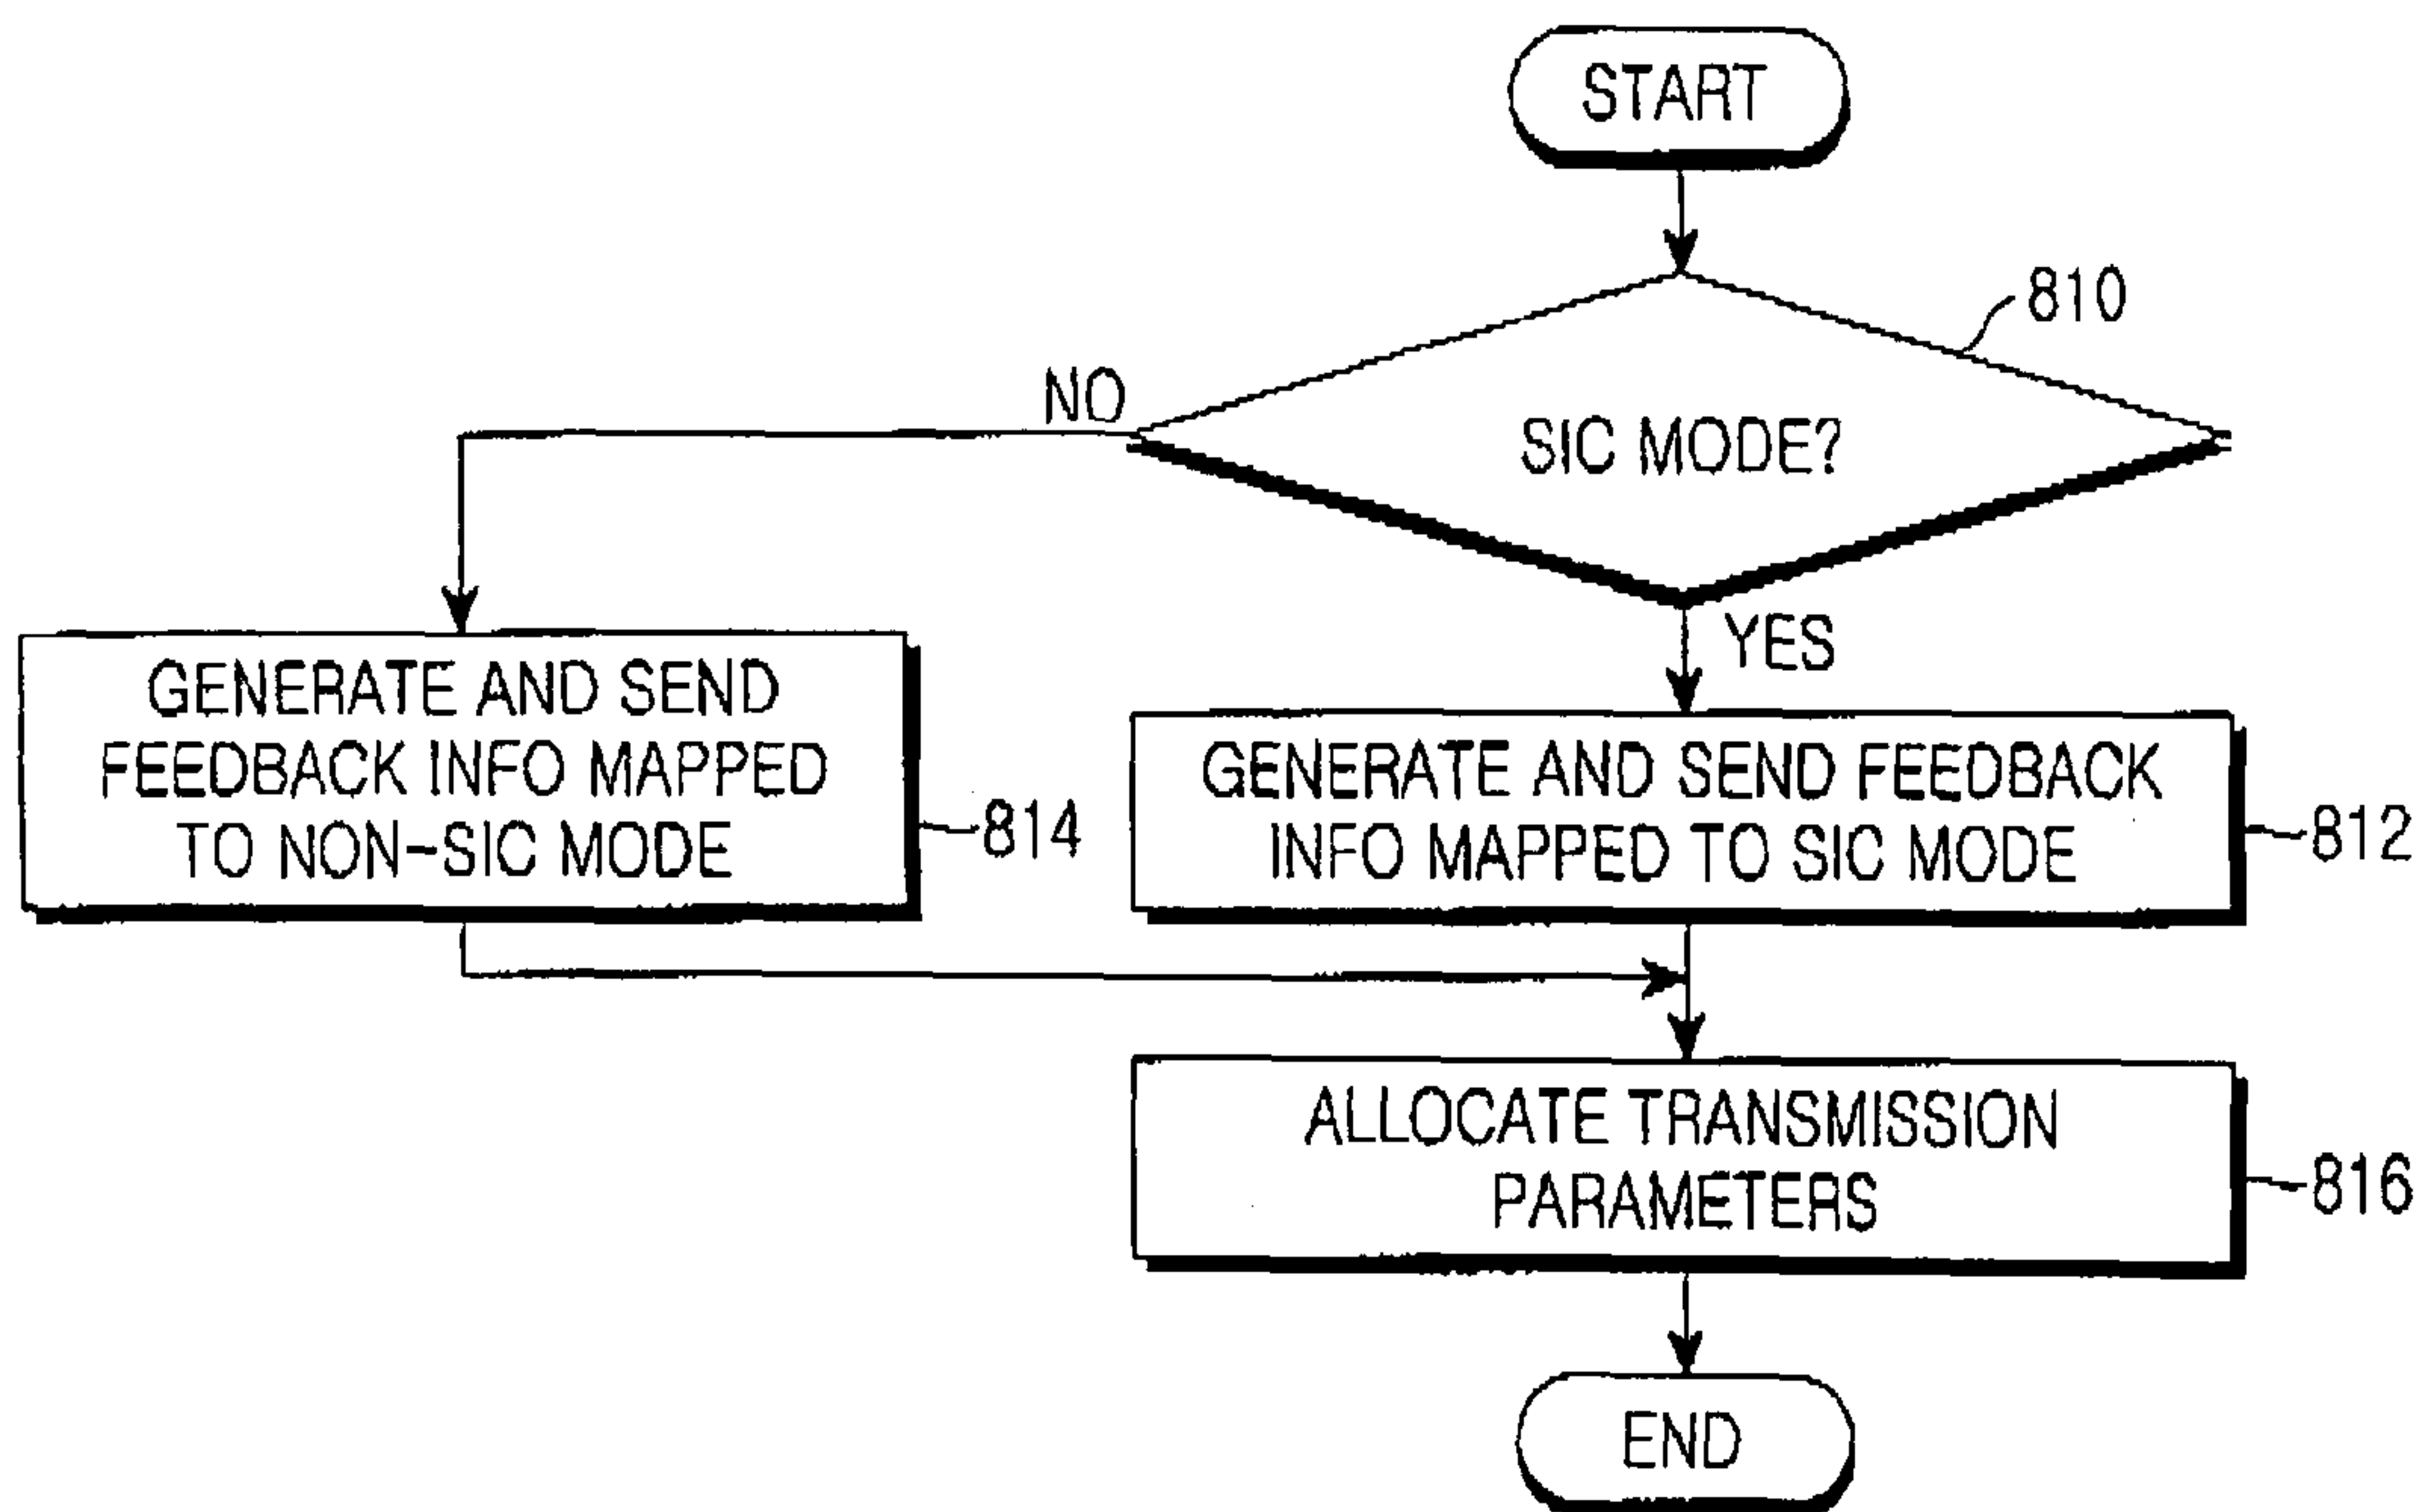 START
810
NO
SIC MODE?
YES
GENERATE AND SEND
FEEDBACK INFO MAPPED
TO NON-SIC MODE
814
GENERATE AND SEND FEEDBACK
INFO MAPPED TO SIC MODE
812
ALLOCATE TRANSMISSION
PARAMETERS
816
END